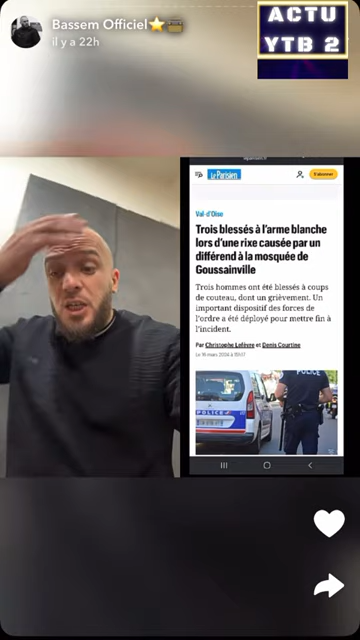 Bassem Officiel⭐
il y a 22h
ACTU
YTB 2
Le Parisien
S'abonner
Val-d'Oise
Trois blessés à l'arme blanche
lors d'une rixe causée par un
différend à la mosquée de
Goussainville
Trois hommes ont été blessés à coups
de couteau, dont un grièvement. Un
important dispositif des forces de
l'ordre a été déployé pour mettre fin à
l'incident.
Par Christophe Lefèvre et Denis Courtine
POLICE
POLICE